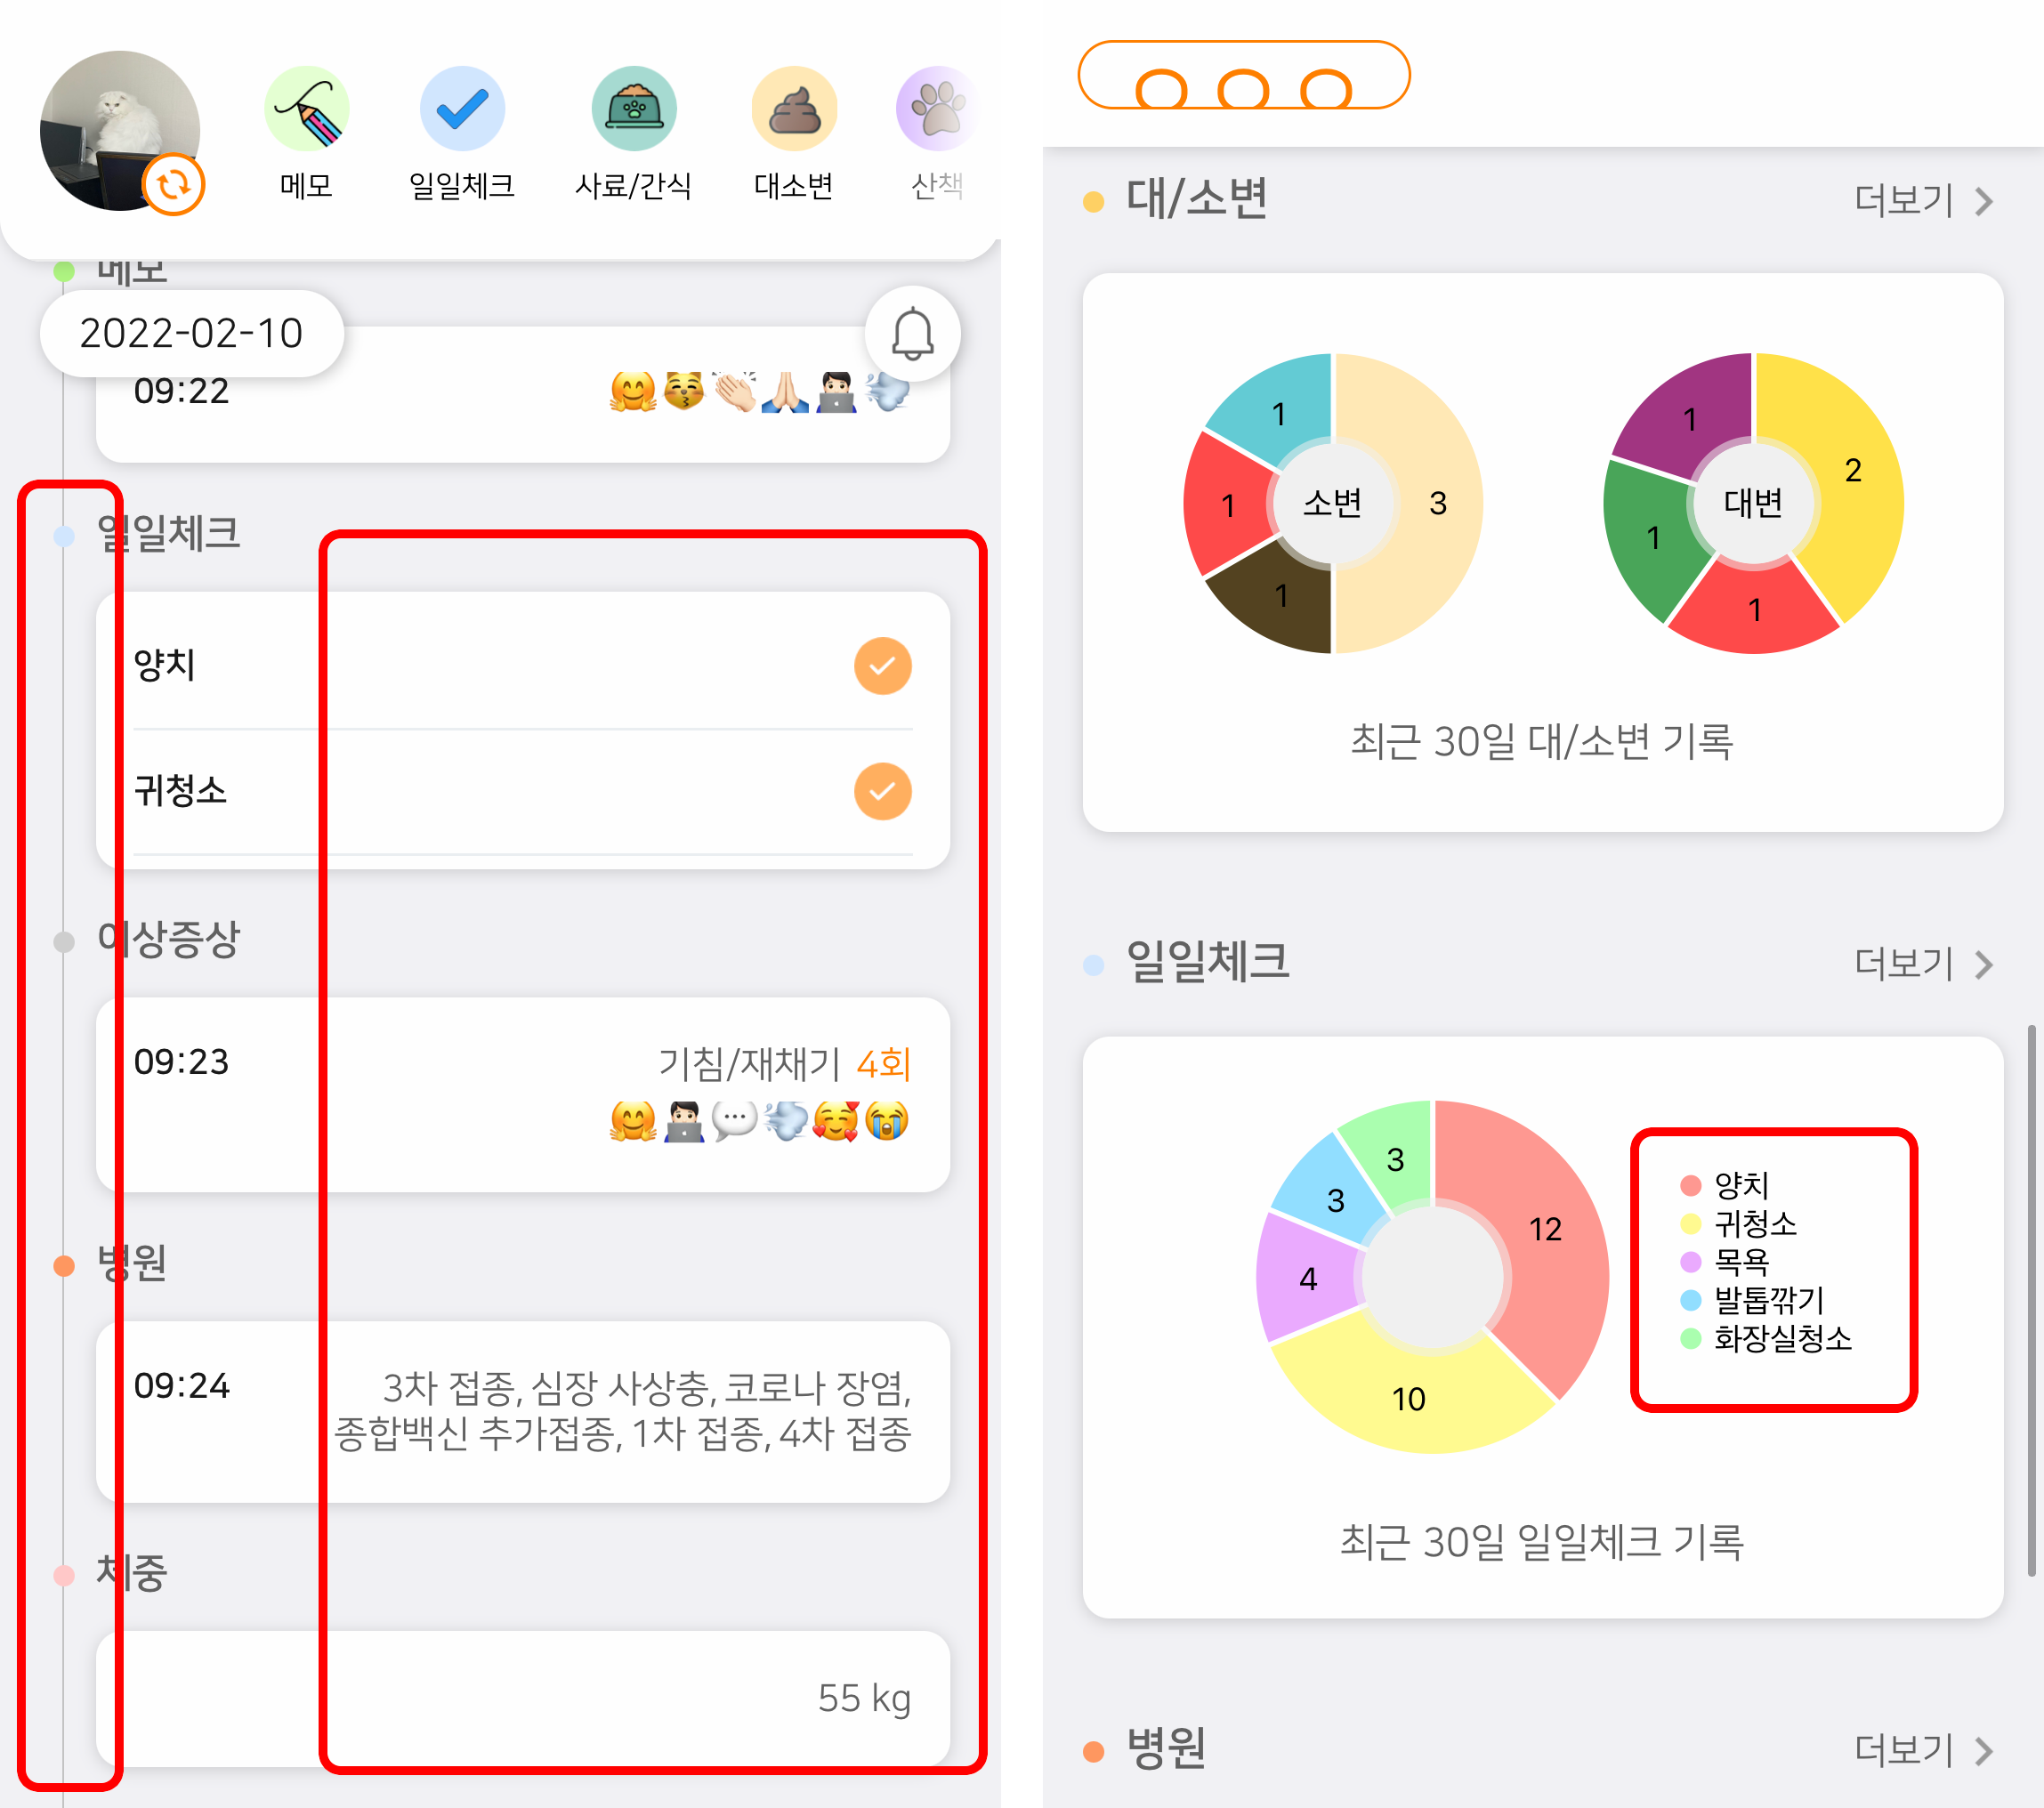 메모
일일체크
사료/간식
대소변
산책
메모
2022-02-10
09:22
일일체크
양치
귀청소
이상증상
09:23
기침/재채기 4회
병원
09:24
3차 접종, 심장 사상충, 코로나 장염,
종합백신 추가접종, 1차 접종, 4차 접종
체중
55 kg
대/소변
더보기
1
1
1
3
소변
1
2
1
1
대변
최근 30일 대/소변 기록
일일체크
더보기
3
3
12
4
10
양치
귀청소
목욕
발톱깎기
화장실청소
최근 30일 일일체크 기록
병원
더보기